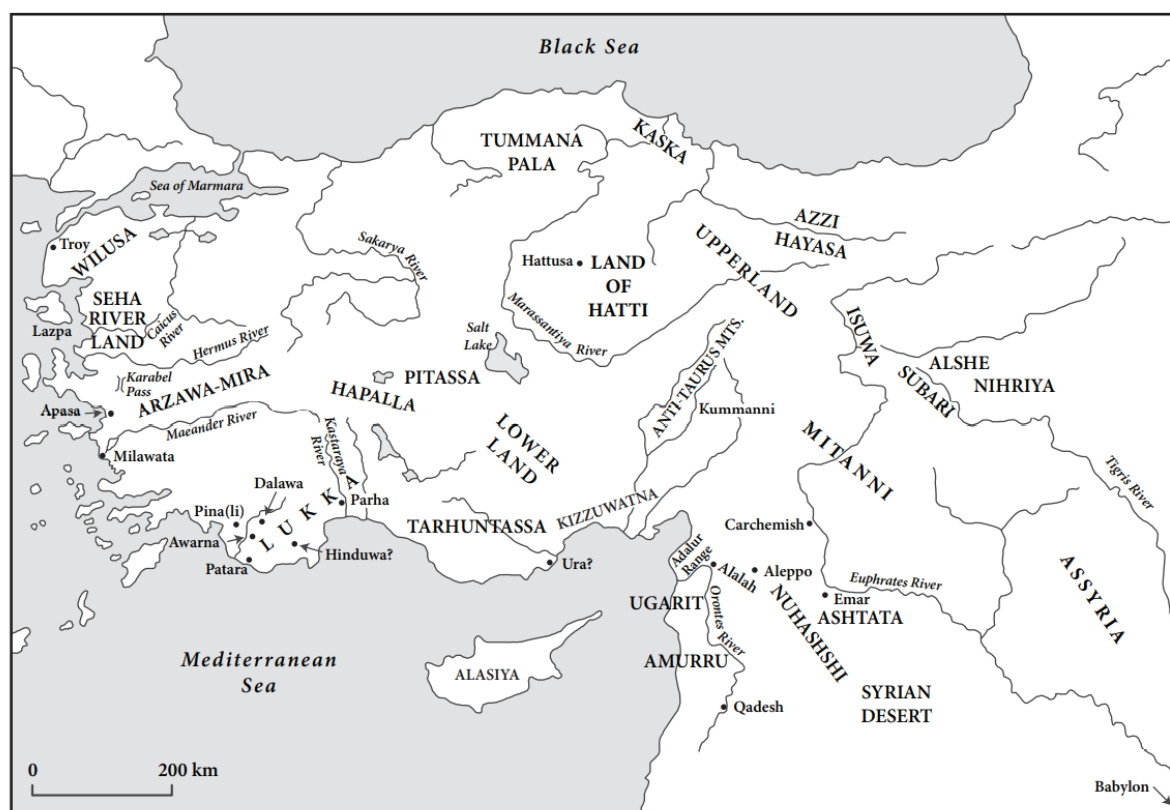 Black Sea
TUMMANA
PALA
KASKA
Sea of Marmara
AZZI
HAYASA
Troy
WILUSA
Sakarya
River
Hattusa
LAND
OF
HATTI
UPPERLAND
SEHA
RIVER
LAND
Lazpa
Caicus
River
Hermus River
Salt
Lake
Marassantiya River
ISUWA
ALSHE
NIHRIYA
SUBARI
Karabel
Pass
ARZAWA-MIRA
HAPALLA
PITASSA
ANTI-TAURUS MTS.
Kummanni
Apasa
Maeander River
Kastaraya
River
LOWER
LAND
MITANNI
Tigris River
Milawata
Dalawa
LUKKA
Parha
Pina(li)
Awarna
Patara
Hinduwa?
TARHUNTASSA
KIZZUWATNA
Ura?
Carchemish
Adalur
Range
Alalah
Aleppo
Euphrates River
Emar
ASHTATA
ASSYRIA
UGARIT
Orontes
River
NUHASHSHI
AMURRU
Mediterranean
Sea
ALASIYA
SYRIAN
DESERT
Qadesh
0 200 km
Babylon